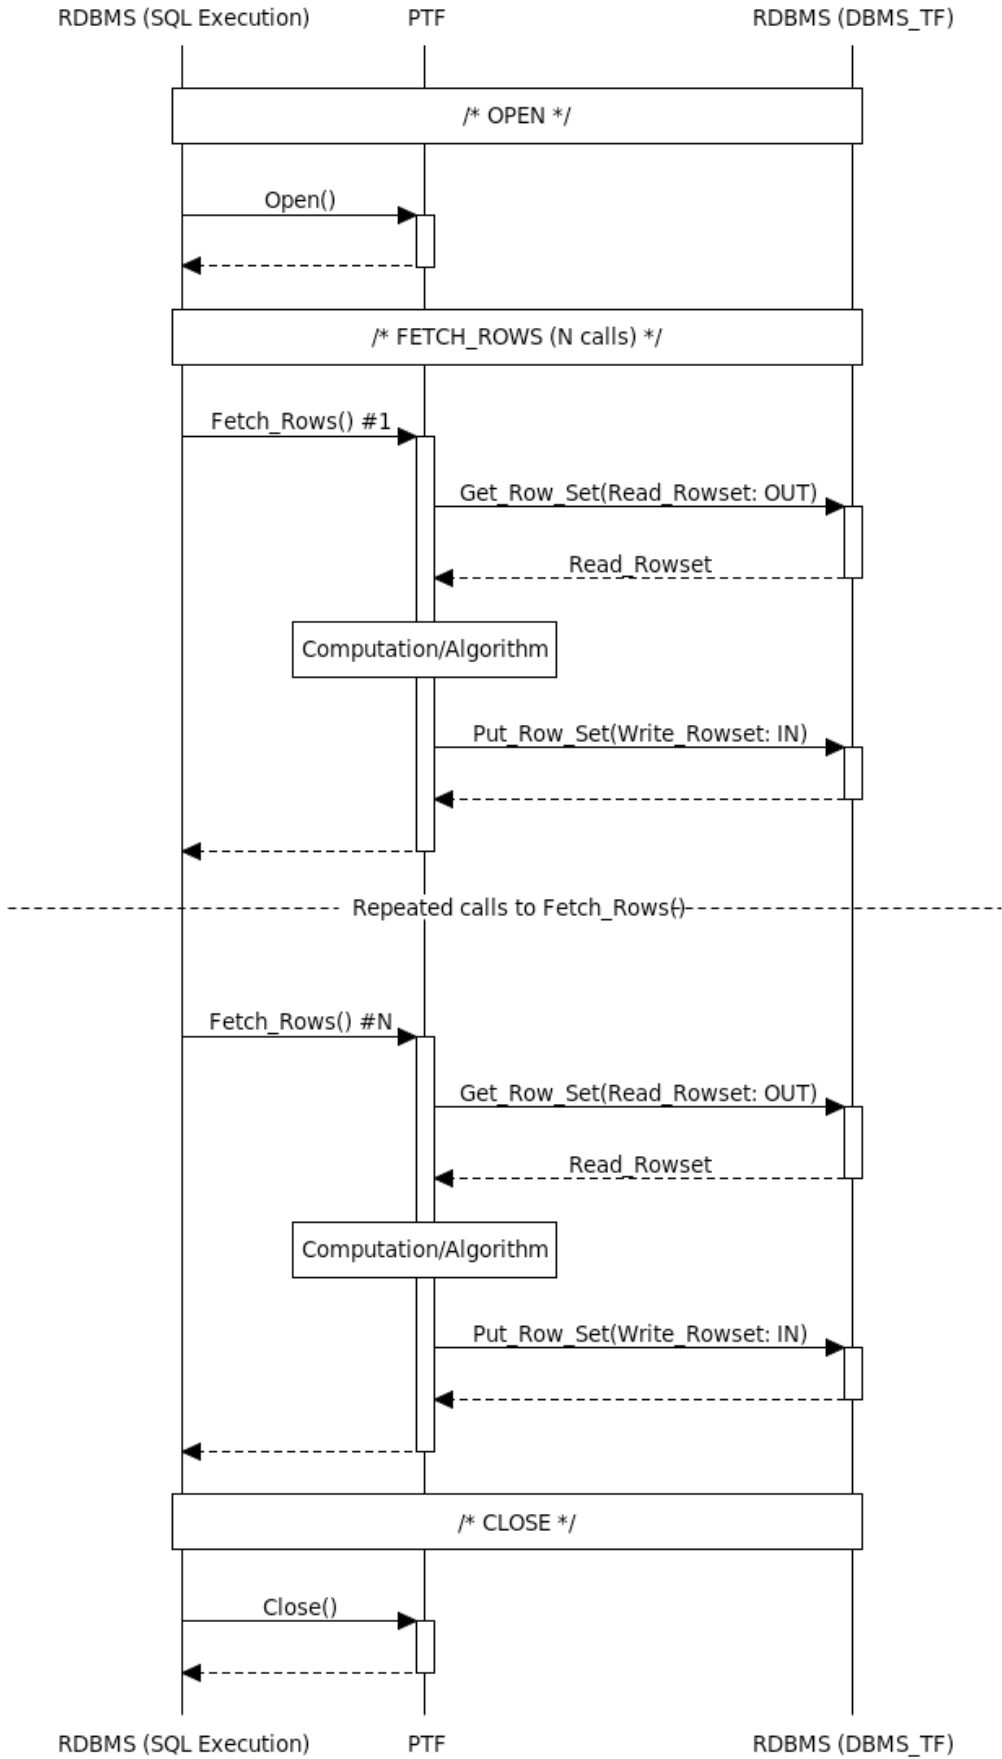 RDBMS (SQL Execution) PTF RDBMS (DBMS_TF)
/* OPEN */
Open()
/* FETCH_ROWS (N calls) */
Fetch_Rows() #1
Get_Row_Set(Read_Rowset: OUT)
Read_Rowset
Computation/Algorithm
Put_Row_Set(Write_Rowset: IN)
Repeated calls to Fetch_Rows()
Fetch_Rows() #N
Get_Row_Set(Read_Rowset: OUT)
Read_Rowset
Computation/Algorithm
Put_Row_Set(Write_Rowset: IN)
/* CLOSE */
Close()
RDBMS (SQL Execution) PTF RDBMS (DBMS_TF)